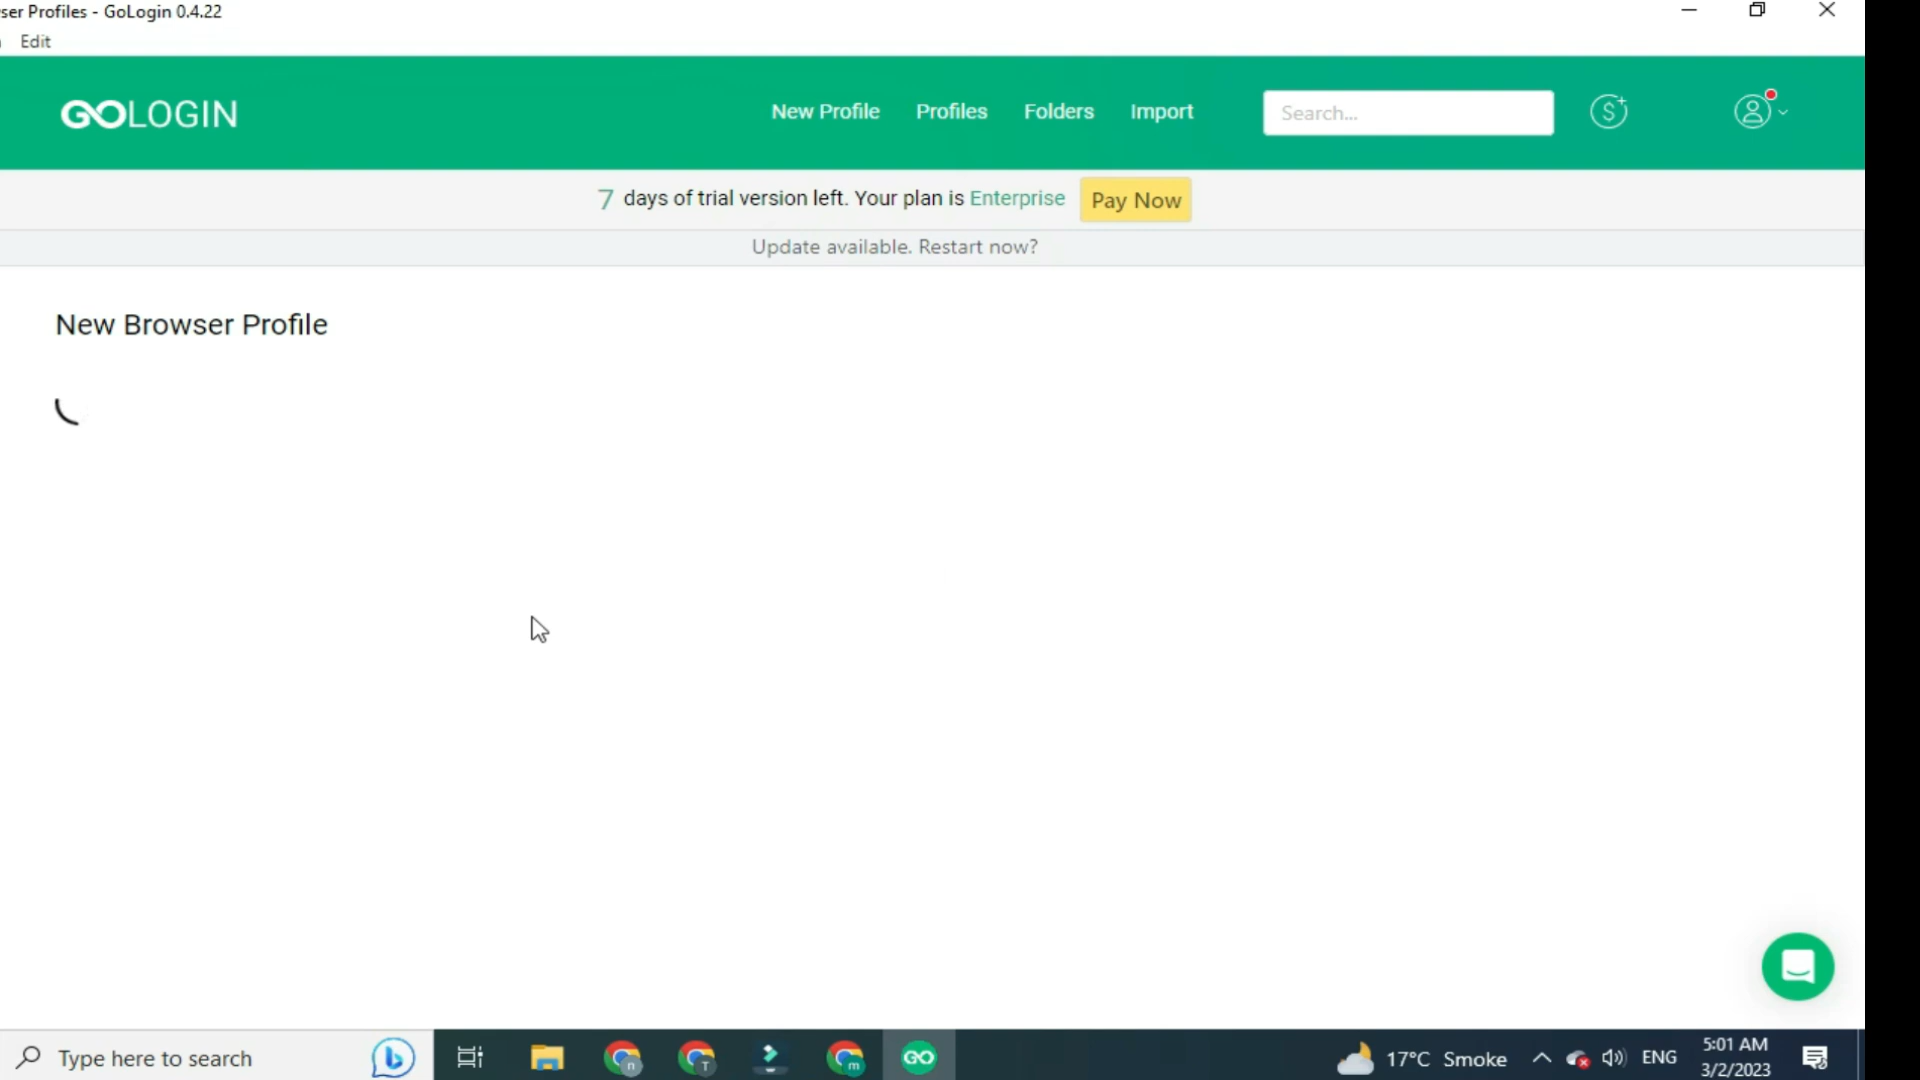 ser Profiles - GoLogin 0.4.22
Edit
GOLOGIN
New Profile Profiles Folders Import Search...
7 days of trial version left. Your plan is Enterprise Pay Now
Update available. Restart now?
New Browser Profile
Type here to search
17°C Smoke ENG 5:01 AM
3/2/2023